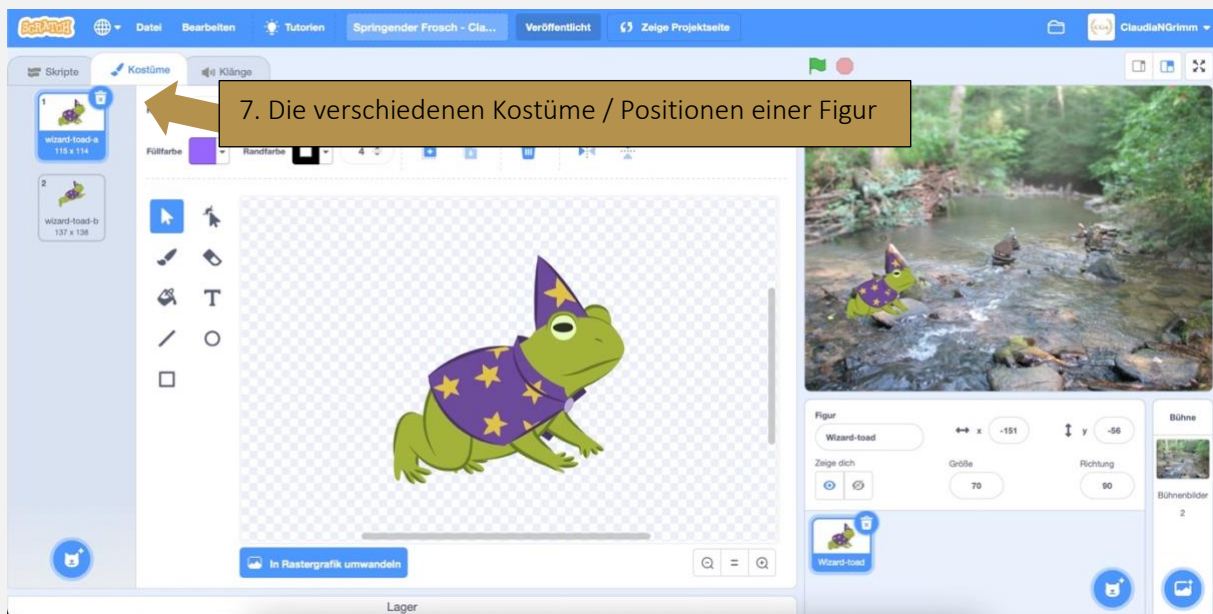 SCRATCH
Datei Bearbeiten Tutorien Springender Frosch - Cla... Veröffentlicht Zeige Projektseite ClaudiaNGrimm
Skripte Kostüme Klänge
7. Die verschiedenen Kostüme / Positionen einer Figur
1
wizard-toad-a
115 x 114
Füllfarbe Randfarbe 4
2
wizard-toad-b
137 x 138
T
In Rastergrafik umwandeln
=
Lager
Figur
Wizard-toad x -151 y -56
Zeige dich Größe Richtung
70 90
Wizard-toad
Bühne
Bühnenbilder
2